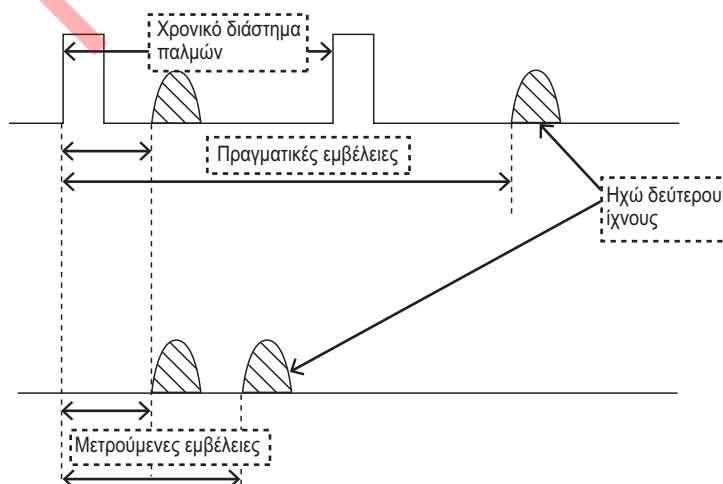 Χρονικό διάστημα
παλμών
Πραγματικές εμβέλειες
Ηχώ δεύτερου
ίχνους
Μετρούμενες εμβέλειες